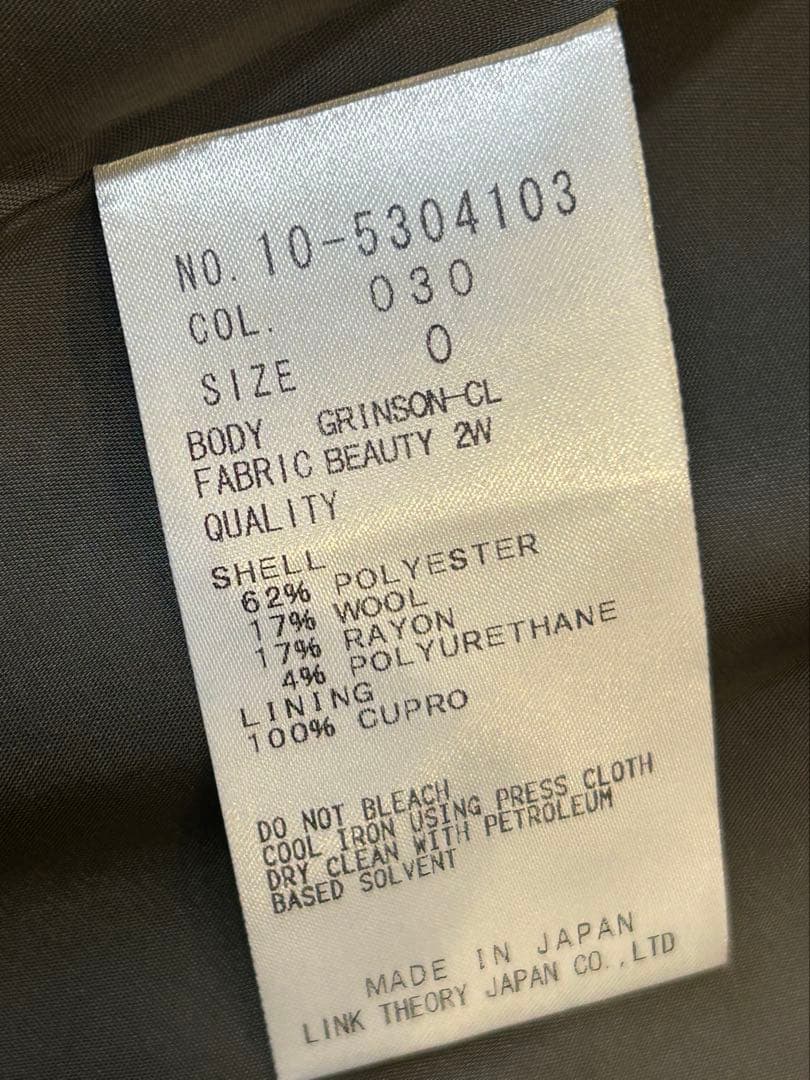 NO. 10-5304103
COL. 030
SIZE 0
BODY GRINSON-CL
FABRIC BEAUTY 2W
QUALITY
SHELL
62% POLYESTER
17% WOOL
17% RAYON
4% POLYURETHANE
LINING
100% CUPRO
DO NOT BLEACH
COOL IRON USING PRESS CLOTH
DRY CLEAN WITH PETROLEUM
BASED SOLVENT
MADE IN JAPAN
LINK THEORY JAPAN CO.,LTD